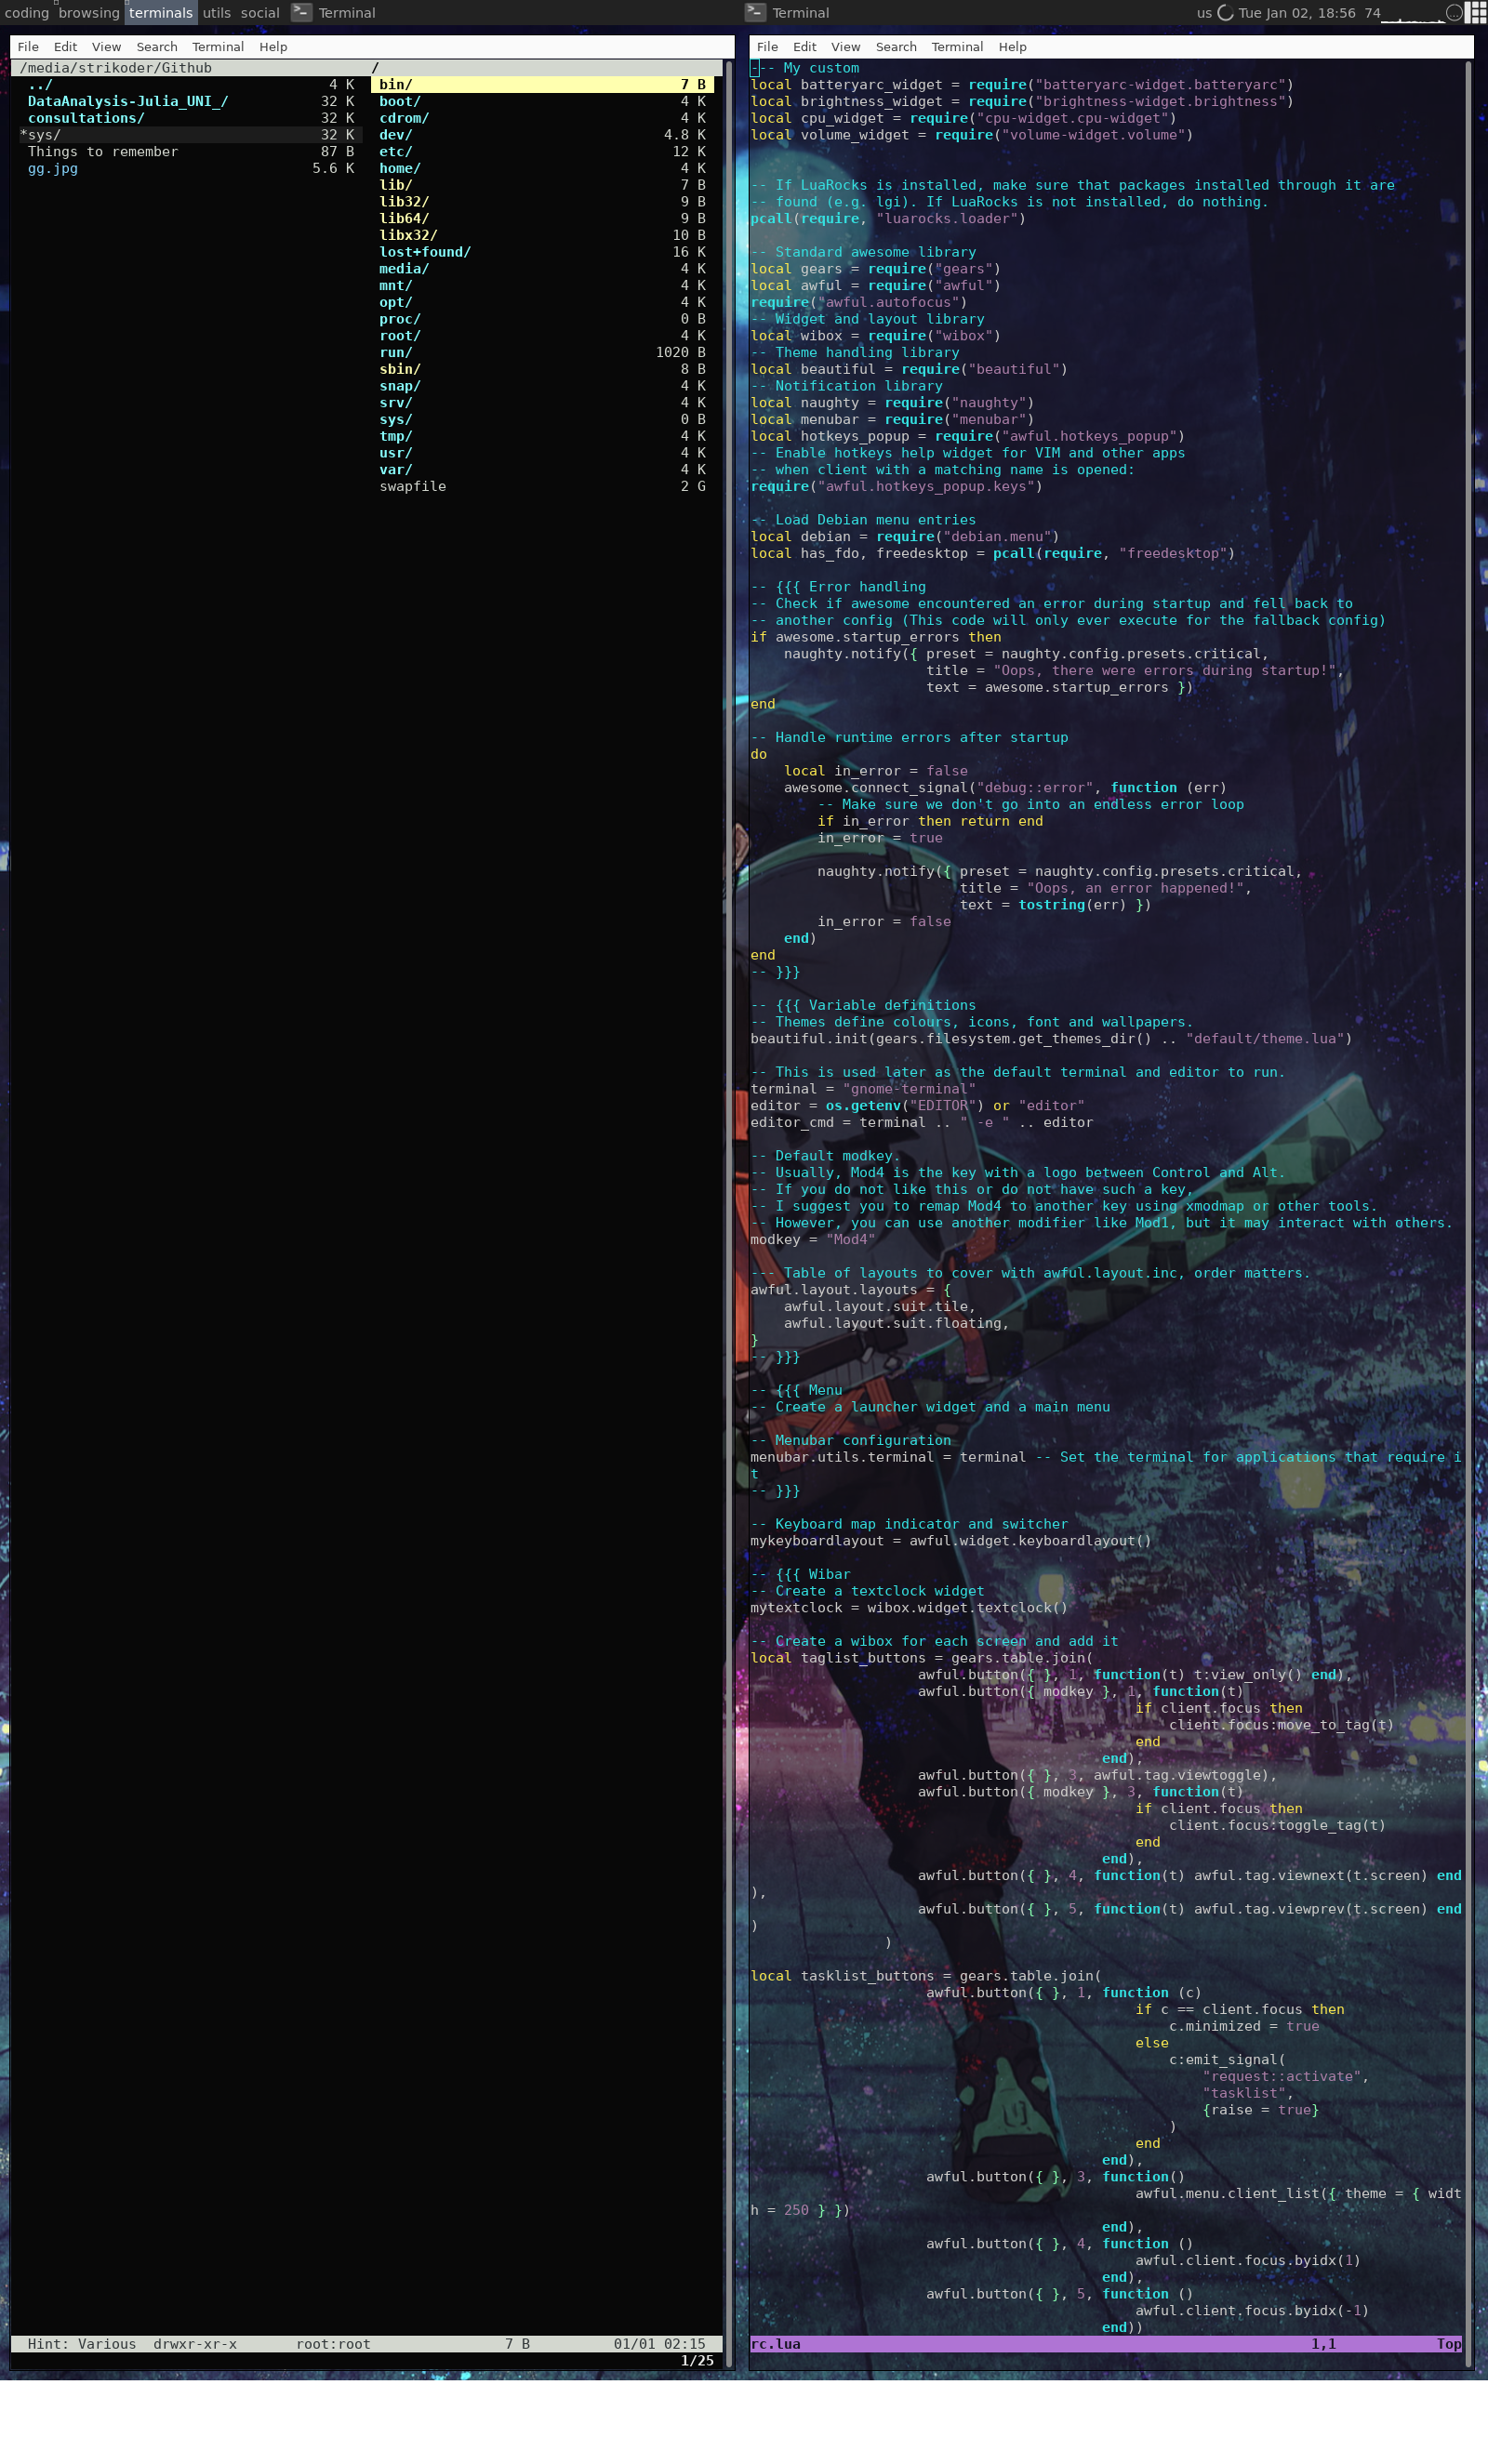 coding browsing terminals utils social Terminal Terminal us Tue Jan 02, 18:56 74
File Edit View Search Terminal Help
/media/strikoder/Github /
../ 4 K bin/ 7 B
DataAnalysis-Julia_UNI_/ 32 K boot/ 4 K
consultations/ 32 K cdrom/ 4 K
*sys/ 32 K dev/ 4.8 K
Things to remember 87 B etc/ 12 K
gg.jpg 5.6 K home/ 4 K
lib/ 7 B
lib32/ 9 B
lib64/ 9 B
libx32/ 10 B
lost+found/ 16 K
media/ 4 K
mnt/ 4 K
opt/ 4 K
proc/ 0 B
root/ 4 K
run/ 1020 B
sbin/ 8 B
snap/ 4 K
srv/ 4 K
sys/ 0 B
tmp/ 4 K
usr/ 4 K
var/ 4 K
swapfile 2 G
Hint: Various drwxr-xr-x root:root 7 B 01/01 02:15
1/25
File Edit View Search Terminal Help
--- My custom
local batteryarc_widget = require("batteryarc-widget.batteryarc")
local brightness_widget = require("brightness-widget.brightness")
local cpu_widget = require("cpu-widget.cpu-widget")
local volume_widget = require("volume-widget.volume")
-- If LuaRocks is installed, make sure that packages installed through it are
-- found (e.g. lgi). If LuaRocks is not installed, do nothing.
pcall(require, "luarocks.loader")
-- Standard awesome library
local gears = require("gears")
local awful = require("awful")
require("awful.autofocus")
-- Widget and layout library
local wibox = require("wibox")
-- Theme handling library
local beautiful = require("beautiful")
-- Notification library
local naughty = require("naughty")
local menubar = require("menubar")
local hotkeys_popup = require("awful.hotkeys_popup")
-- Enable hotkeys help widget for VIM and other apps
-- when client with a matching name is opened:
require("awful.hotkeys_popup.keys")
-- Load Debian menu entries
local debian = require("debian.menu")
local has_fdo, freedesktop = pcall(require, "freedesktop")
-- {{{ Error handling
-- Check if awesome encountered an error during startup and fell back to
-- another config (This code will only ever execute for the fallback config)
if awesome.startup_errors then
naughty.notify({ preset = naughty.config.presets.critical,
title = "Oops, there were errors during startup!",
text = awesome.startup_errors })
end
-- Handle runtime errors after startup
do
local in_error = false
awesome.connect_signal("debug::error", function (err)
-- Make sure we don't go into an endless error loop
if in_error then return end
in_error = true
naughty.notify({ preset = naughty.config.presets.critical,
title = "Oops, an error happened!",
text = tostring(err) })
in_error = false
end)
end
-- }}}
-- {{{ Variable definitions
-- Themes define colours, icons, font and wallpapers.
beautiful.init(gears.filesystem.get_themes_dir() .. "default/theme.lua")
-- This is used later as the default terminal and editor to run.
terminal = "gnome-terminal"
editor = os.getenv("EDITOR") or "editor"
editor_cmd = terminal .. " -e " .. editor
-- Default modkey.
-- Usually, Mod4 is the key with a logo between Control and Alt.
-- If you do not like this or do not have such a key,
-- I suggest you to remap Mod4 to another key using xmodmap or other tools.
-- However, you can use another modifier like Mod1, but it may interact with others.
modkey = "Mod4"
--- Table of layouts to cover with awful.layout.inc, order matters.
awful.layout.layouts = {
awful.layout.suit.tile,
awful.layout.suit.floating,
}
-- }}}
-- {{{ Menu
-- Create a launcher widget and a main menu
-- Menubar configuration
menubar.utils.terminal = terminal -- Set the terminal for applications that require i
t
-- }}}
-- Keyboard map indicator and switcher
mykeyboardlayout = awful.widget.keyboardlayout()
-- {{{ Wibar
-- Create a textclock widget
mytextclock = wibox.widget.textclock()
-- Create a wibox for each screen and add it
local taglist_buttons = gears.table.join(
awful.button({ }, 1, function(t) t:view_only() end),
awful.button({ modkey }, 1, function(t)
if client.focus then
client.focus:move_to_tag(t)
end
end),
awful.button({ }, 3, awful.tag.viewtoggle),
awful.button({ modkey }, 3, function(t)
if client.focus then
client.focus:toggle_tag(t)
end
end),
awful.button({ }, 4, function(t) awful.tag.viewnext(t.screen) end
),
awful.button({ }, 5, function(t) awful.tag.viewprev(t.screen) end
)
)
local tasklist_buttons = gears.table.join(
awful.button({ }, 1, function (c)
if c == client.focus then
c.minimized = true
else
c:emit_signal(
"request::activate",
"tasklist",
{raise = true}
)
end
end),
awful.button({ }, 3, function()
awful.menu.client_list({ theme = { widt
h = 250 } })
end),
awful.button({ }, 4, function ()
awful.client.focus.byidx(1)
end),
awful.button({ }, 5, function ()
awful.client.focus.byidx(-1)
end))
rc.lua 1,1 Top